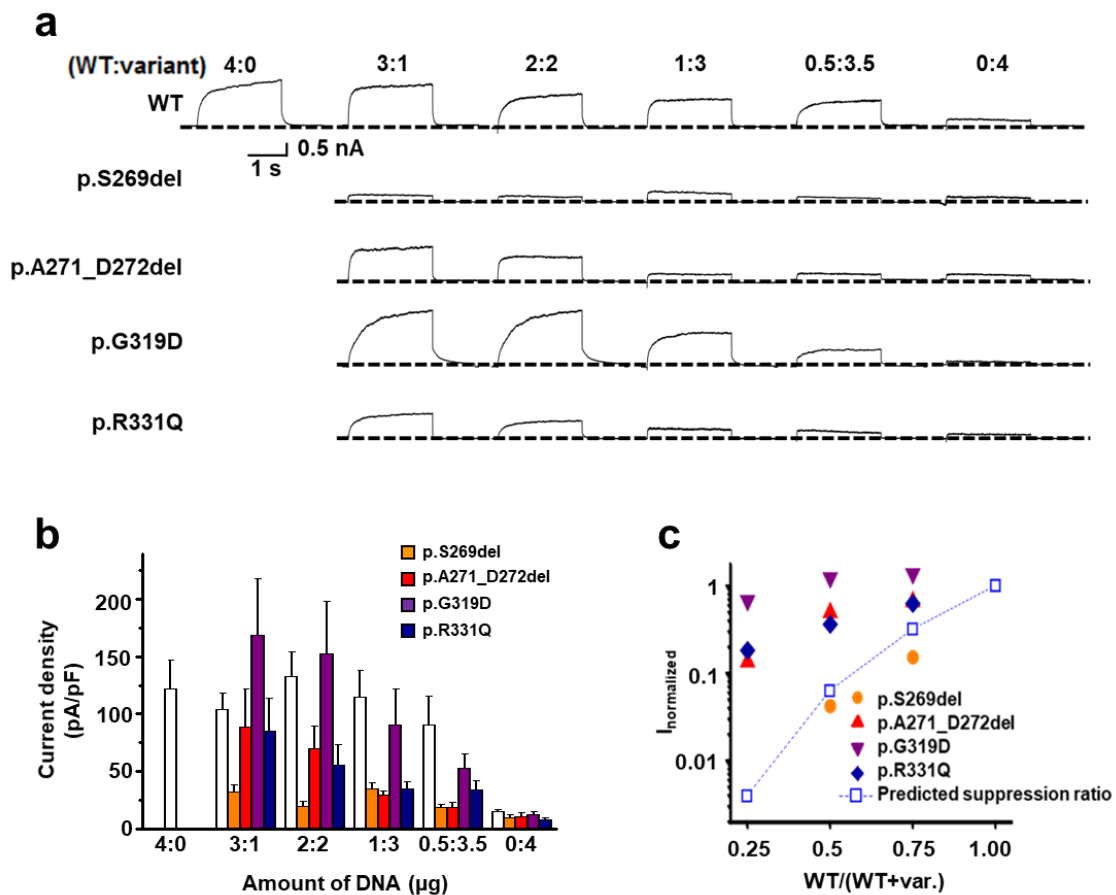 a
(WT:variant) 4:0 3:1 2:2 1:3 0.5:3.5 0:4
WT
0.5 nA
1 s
p.S269del
p.A271_D272del
p.G319D
p.R331Q
b
Current density
(pA/pF)
200
150
100
50
0
p.S269del
p.A271_D272del
p.G319D
p.R331Q
4:0 3:1 2:2 1:3 0.5:3.5 0:4
Amount of DNA (μg)
c
Inormalized
1
0.1
0.01
p.S269del
p.A271_D272del
p.G319D
p.R331Q
Predicted suppression ratio
0.25 0.5 0.75 1.00
WT/(WT+var.)